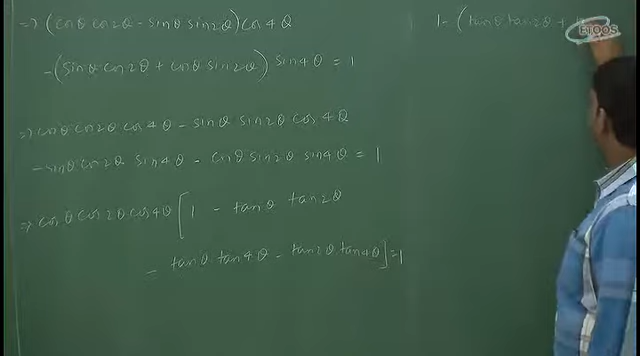 => (cosθ cos2θ - sinθ sin2θ) cos4θ
- (sinθ cos2θ + cosθ sin2θ) sin4θ = 1
=> cosθ cos2θ cos4θ - sinθ sin2θ cos4θ
- sinθ cos2θ sin4θ - cosθ sin2θ sin4θ = 1
=> cosθ cos2θ cos4θ [1 - tanθ tan2θ
- tanθ tan4θ - tan2θ tan4θ] = 1
1 - (tanθ tan2θ +
ETOOS